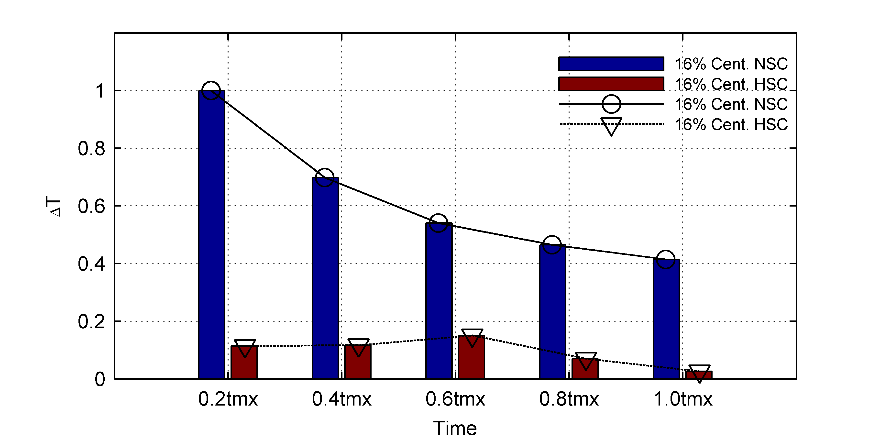 16% Cent. NSC
16% Cent. HSC
16% Cent. NSC
16% Cent. HSC
1
0.8
0.6
0.4
0.2
0
ΔT
0.2tmx 0.4tmx 0.6tmx 0.8tmx 1.0tmx
Time